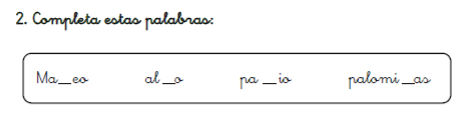 2. Completa estas palabras:
Ma__eo al__o pa__io palomi__as